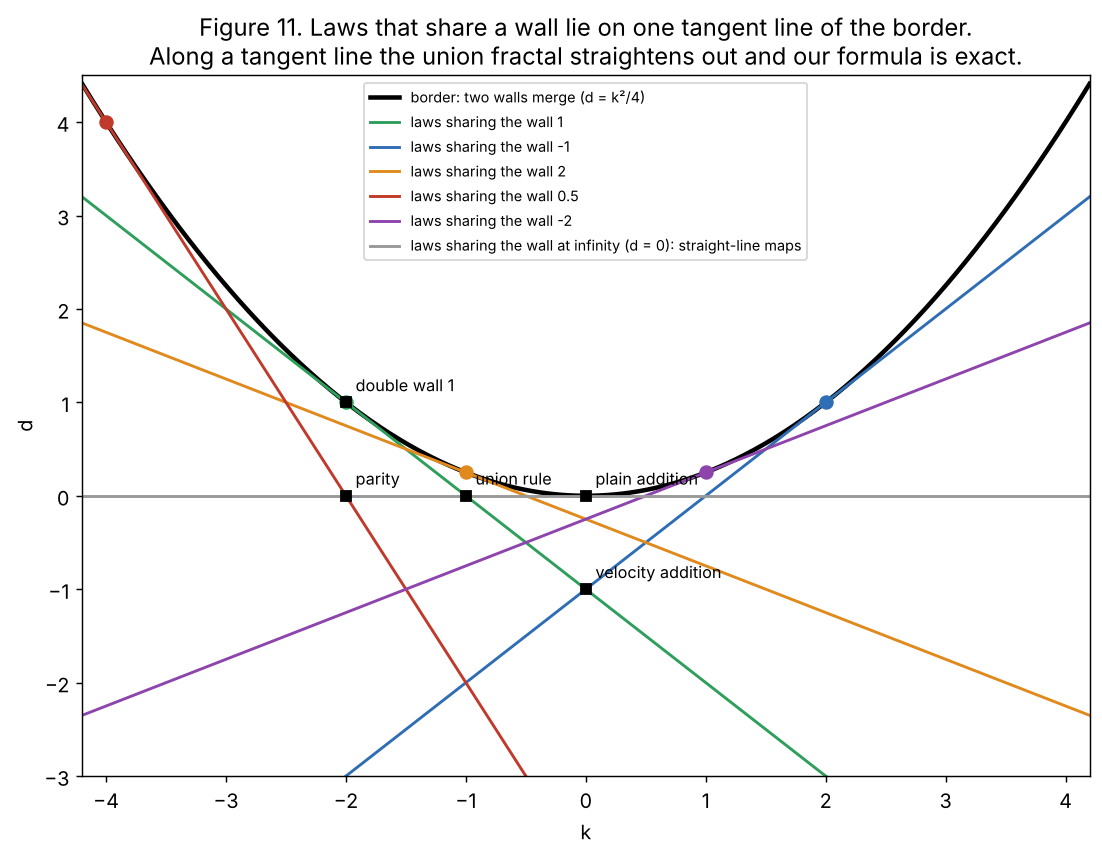 Figure 11. Laws that share a wall lie on one tangent line of the border.
Along a tangent line the union fractal straightens out and our formula is exact.
border: two walls merge (d = k²/4)
laws sharing the wall 1
laws sharing the wall -1
laws sharing the wall 2
laws sharing the wall 0.5
laws sharing the wall -2
laws sharing the wall at infinity (d = 0): straight-line maps
4
3
2
1
0
−1
−2
−3
d
double wall 1
parity
union rule
plain addition
velocity addition
−4
−3
−2
−1
0
1
2
3
4
k